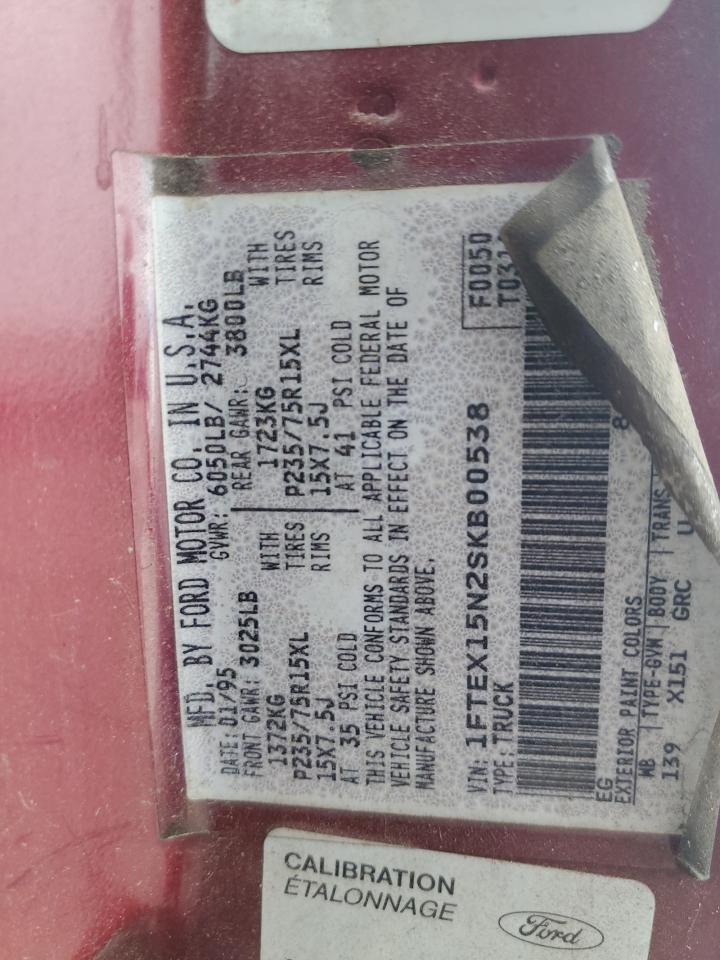 MFD. BY FORD MOTOR CO. IN U.S.A.
DATE: 01/95 GVWR: 6050LB/ 2744KG
FRONT GAWR: 3025LB REAR GAWR: 3800LB
1372KG WITH 1723KG WITH
P235/75R15XL TIRES P235/75R15XL TIRES
15X7.5J RIMS 15X7.5J RIMS
AT 35 PSI COLD AT 41 PSI COLD
THIS VEHICLE CONFORMS TO ALL APPLICABLE FEDERAL MOTOR
VEHICLE SAFETY STANDARDS IN EFFECT ON THE DATE OF
MANUFACTURE SHOWN ABOVE.
VIN: 1FTEX15N2SKB00538 F0050
TYPE: TRUCK
EG 8
EXTERIOR PAINT COLORS
WB TYPE-GVW BODY TRANS
139 X151 GRC U
CALIBRATION
ÉTALONNAGE
Ford